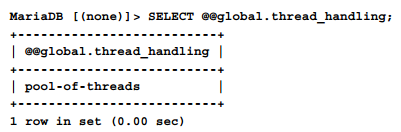 MariaDB [(none)]> SELECT @@global.thread_handling;
+--------------------------+
| @@global.thread_handling |
+--------------------------+
| pool-of-threads          |
+--------------------------+
1 row in set (0.00 sec)